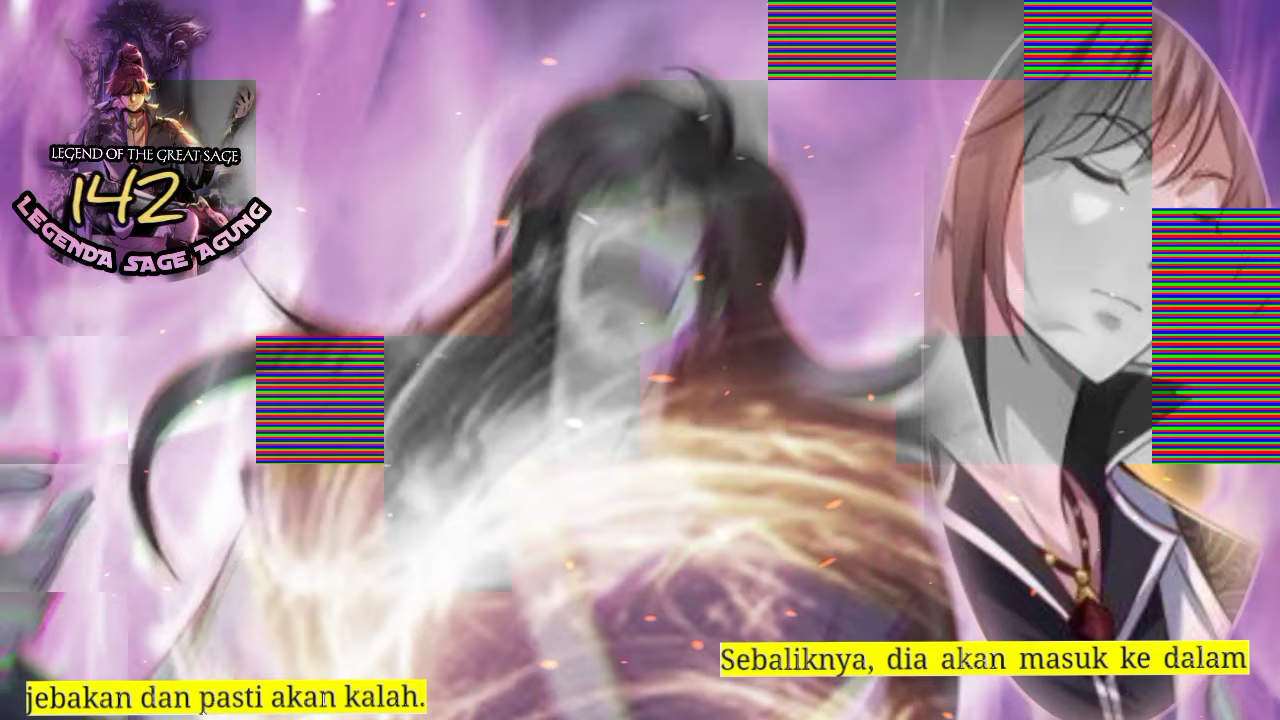 LEGEND OF THE GREAT SAGE
142
LEGENDA SAGE AGUNG
Sebaliknya, dia akan masuk ke dalam
jebakan dan pasti akan kalah.